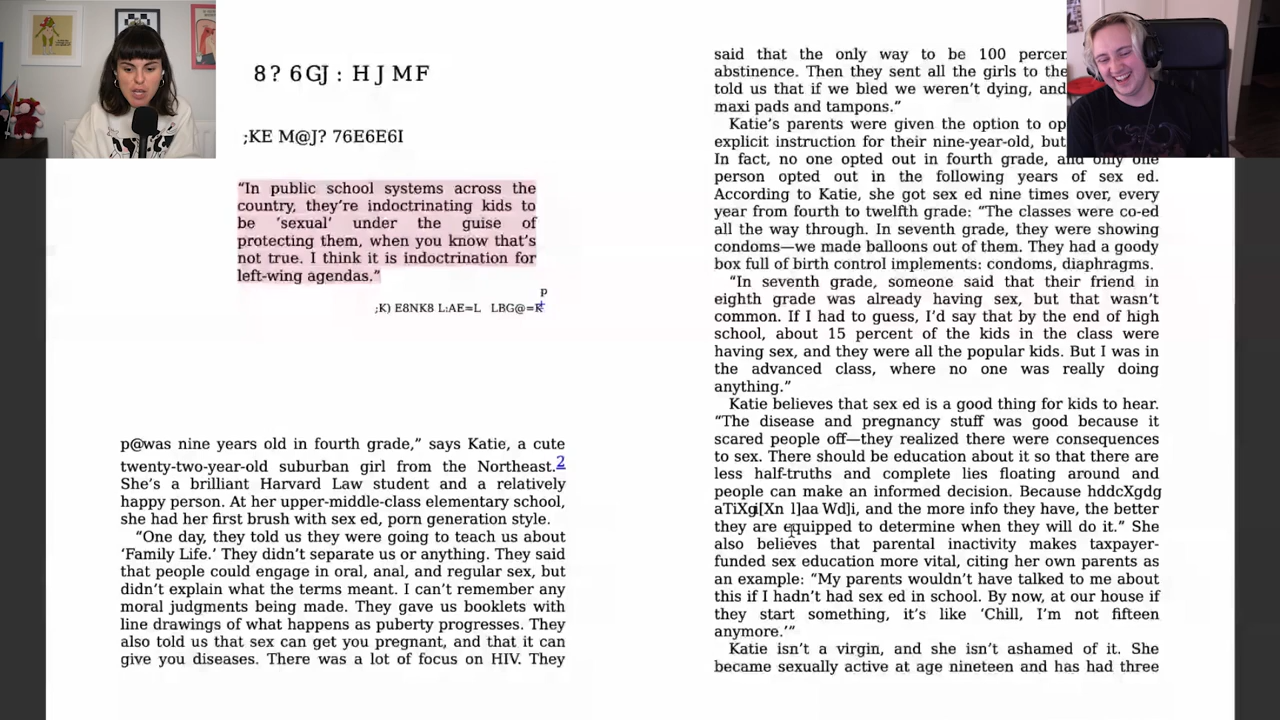 8? 6GJ : H J MF
;KE M@J? 76E6E6I
“In public school systems across the
country, they’re indoctrinating kids to
be ‘sexual’ under the guise of
protecting them, when you know that’s
not true. I think it is indoctrination for
left-wing agendas.”
p
;K) E8NK8 L:AE=L LBG@=K
p@was nine years old in fourth grade,” says Katie, a cute
twenty-two-year-old suburban girl from the Northeast.2
She’s a brilliant Harvard Law student and a relatively
happy person. At her upper-middle-class elementary school,
she had her first brush with sex ed, porn generation style.
“One day, they told us they were going to teach us about
‘Family Life.’ They didn’t separate us or anything. They said
that people could engage in oral, anal, and regular sex, but
didn’t explain what the terms meant. I can’t remember any
moral judgments being made. They gave us booklets with
line drawings of what happens as puberty progresses. They
also told us that sex can get you pregnant, and that it can
give you diseases. There was a lot of focus on HIV. They
said that the only way to be 100 percen
abstinence. Then they sent all the girls to the
told us that if we bled we weren’t dying, and
maxi pads and tampons.”
Katie’s parents were given the option to op
explicit instruction for their nine-year-old, but
In fact, no one opted out in fourth grade, and only one
person opted out in the following years of sex ed.
According to Katie, she got sex ed nine times over, every
year from fourth to twelfth grade: “The classes were co-ed
all the way through. In seventh grade, they were showing
condoms—we made balloons out of them. They had a goody
box full of birth control implements: condoms, diaphragms.
“In seventh grade, someone said that their friend in
eighth grade was already having sex, but that wasn’t
common. If I had to guess, I’d say that by the end of high
school, about 15 percent of the kids in the class were
having sex, and they were all the popular kids. But I was in
the advanced class, where no one was really doing
anything.”
Katie believes that sex ed is a good thing for kids to hear.
“The disease and pregnancy stuff was good because it
scared people off—they realized there were consequences
to sex. There should be education about it so that there are
less half-truths and complete lies floating around and
people can make an informed decision. Because hddcXgdg
aTiXgi[Xn l]aa Wd]i, and the more info they have, the better
they are equipped to determine when they will do it.” She
also believes that parental inactivity makes taxpayer-
funded sex education more vital, citing her own parents as
an example: “My parents wouldn’t have talked to me about
this if I hadn’t had sex ed in school. By now, at our house if
they start something, it’s like ‘Chill, I’m not fifteen
anymore.’”
Katie isn’t a virgin, and she isn’t ashamed of it. She
became sexually active at age nineteen and has had three